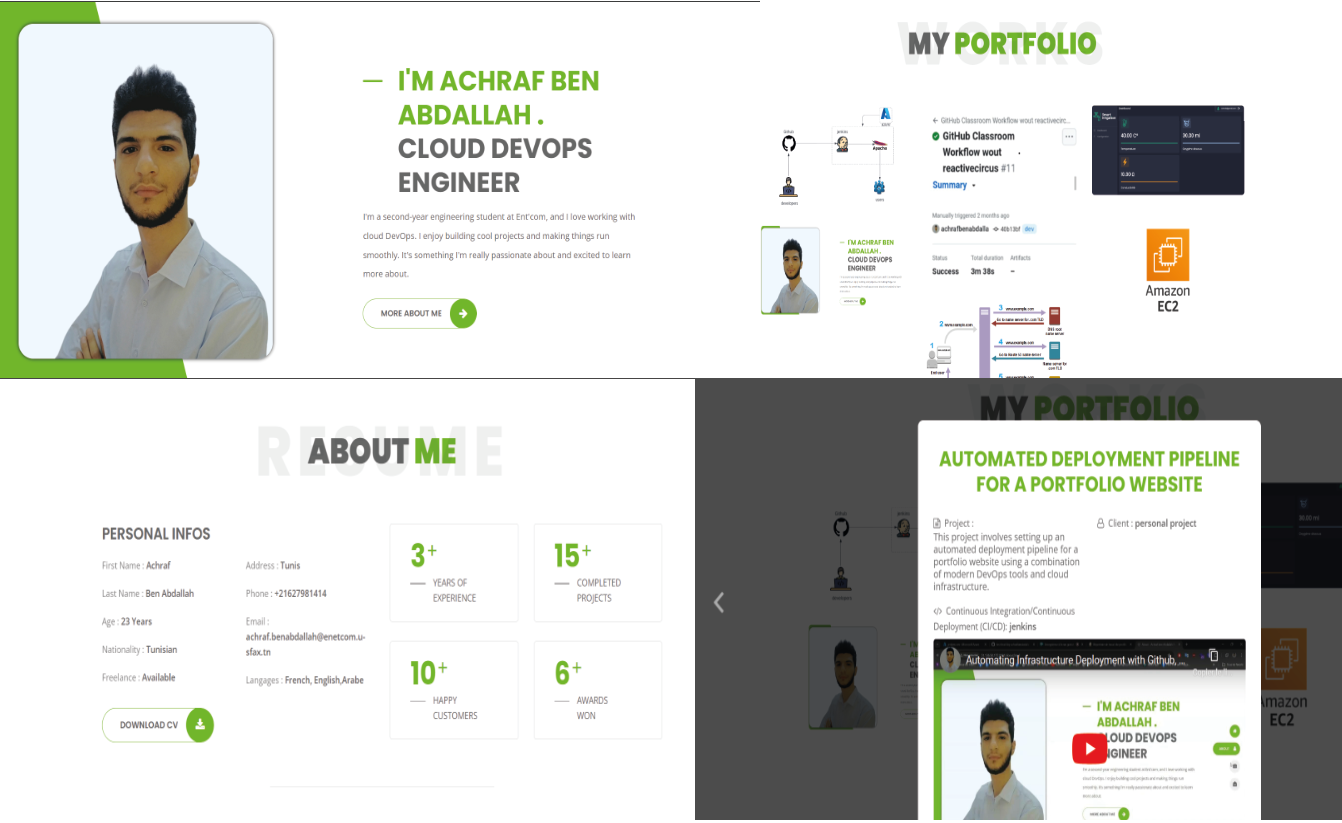 I'M ACHRAF BEN
ABDALLAH .
CLOUD DEVOPS
ENGINEER
I'm a second-year engineering student at Ent'com, and I love working with
cloud DevOps. I enjoy building cool projects and making things run
smoothly. It's something I'm really passionate about and excited to learn
more about.
MORE ABOUT ME
WORKS
MY PORTFOLIO
Github
jenkins
Apache
developers
GitHub Classroom Workflow wout reactivecirc...
GitHub Classroom
Workflow wout
reactivecircus #11
Summary
Manually triggered 2 months ago
achrafbenabdalla 40b13bf dev
Status Total duration Artifacts
Success 3m 38s –
I'M ACHRAF BEN
ABDALLAH .
CLOUD DEVOPS
ENGINEER
Amazon
EC2
1
2
3
4
5
RESUME
ABOUT ME
PERSONAL INFOS
First Name : Achraf
Last Name : Ben Abdallah
Age : 23 Years
Nationality : Tunisian
Freelance : Available
Address : Tunis
Phone : +21627981414
Email :
achraf.benabdallah@enetcom.u-
sfax.tn
Langages : French, English,Arabe
DOWNLOAD CV
3+
YEARS OF
EXPERIENCE
15+
COMPLETED
PROJECTS
10+
HAPPY
CUSTOMERS
6+
AWARDS
WON
MY PORTFOLIO
AUTOMATED DEPLOYMENT PIPELINE
FOR A PORTFOLIO WEBSITE
Project :
This project involves setting up an
automated deployment pipeline for a
portfolio website using a combination
of modern DevOps tools and cloud
infrastructure.
Client : personal project
Continuous Integration/Continuous
Deployment (CI/CD): jenkins
Automating Infrastructure Deployment with Github, ...
I'M ACHRAF BEN
ABDALLAH .
CLOUD DEVOPS
ENGINEER
Amazon
EC2